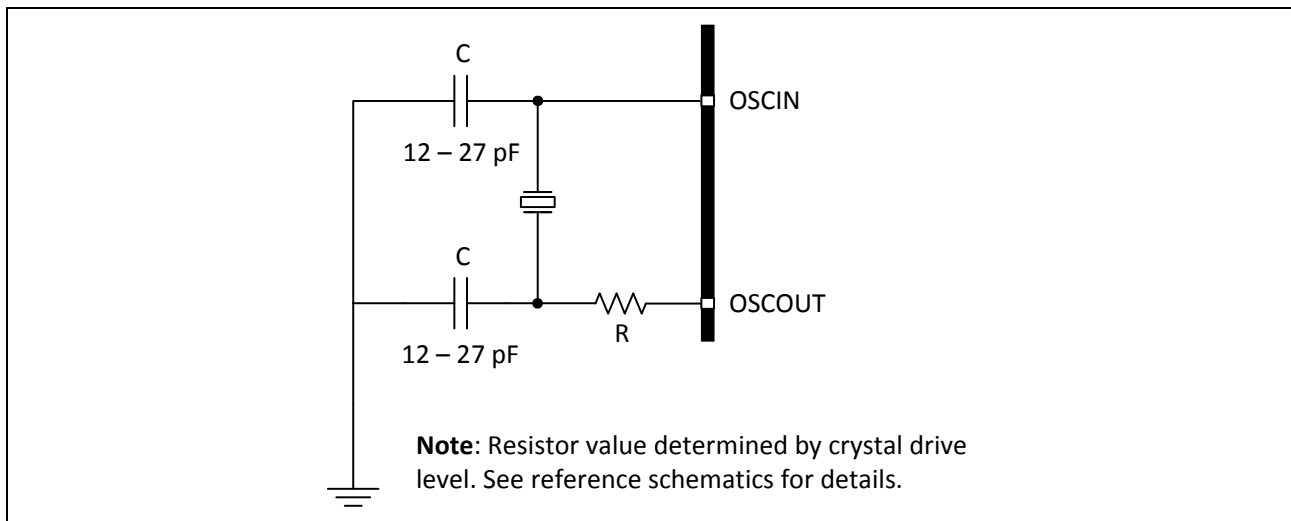 C
OSCIN
12 – 27 pF
C
OSCOUT
R
12 – 27 pF
Note: Resistor value determined by crystal drive
level. See reference schematics for details.